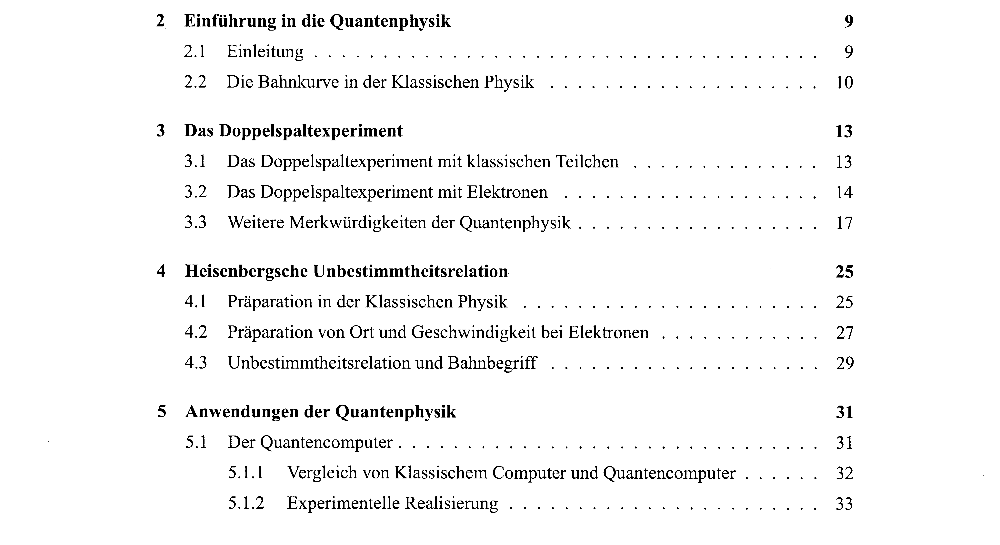 2 Einführung in die Quantenphysik 9
2.1 Einleitung . . . . . . . . . . . . . . . . . . . . . . . . . . . . . . . . . . . . . 9
2.2 Die Bahnkurve in der Klassischen Physik . . . . . . . . . . . . . . . . . . . . 10
3 Das Doppelspaltexperiment 13
3.1 Das Doppelspaltexperiment mit klassischen Teilchen . . . . . . . . . . . . . . 13
3.2 Das Doppelspaltexperiment mit Elektronen . . . . . . . . . . . . . . . . . . . 14
3.3 Weitere Merkwürdigkeiten der Quantenphysik . . . . . . . . . . . . . . . . . . 17
4 Heisenbergsche Unbestimmtheitsrelation 25
4.1 Präparation in der Klassischen Physik . . . . . . . . . . . . . . . . . . . . . . 25
4.2 Präparation von Ort und Geschwindigkeit bei Elektronen . . . . . . . . . . . . 27
4.3 Unbestimmtheitsrelation und Bahnbegriff . . . . . . . . . . . . . . . . . . . . 29
5 Anwendungen der Quantenphysik 31
5.1 Der Quantencomputer . . . . . . . . . . . . . . . . . . . . . . . . . . . . . . . 31
5.1.1 Vergleich von Klassischem Computer und Quantencomputer . . . . . . 32
5.1.2 Experimentelle Realisierung . . . . . . . . . . . . . . . . . . . . . . . 33